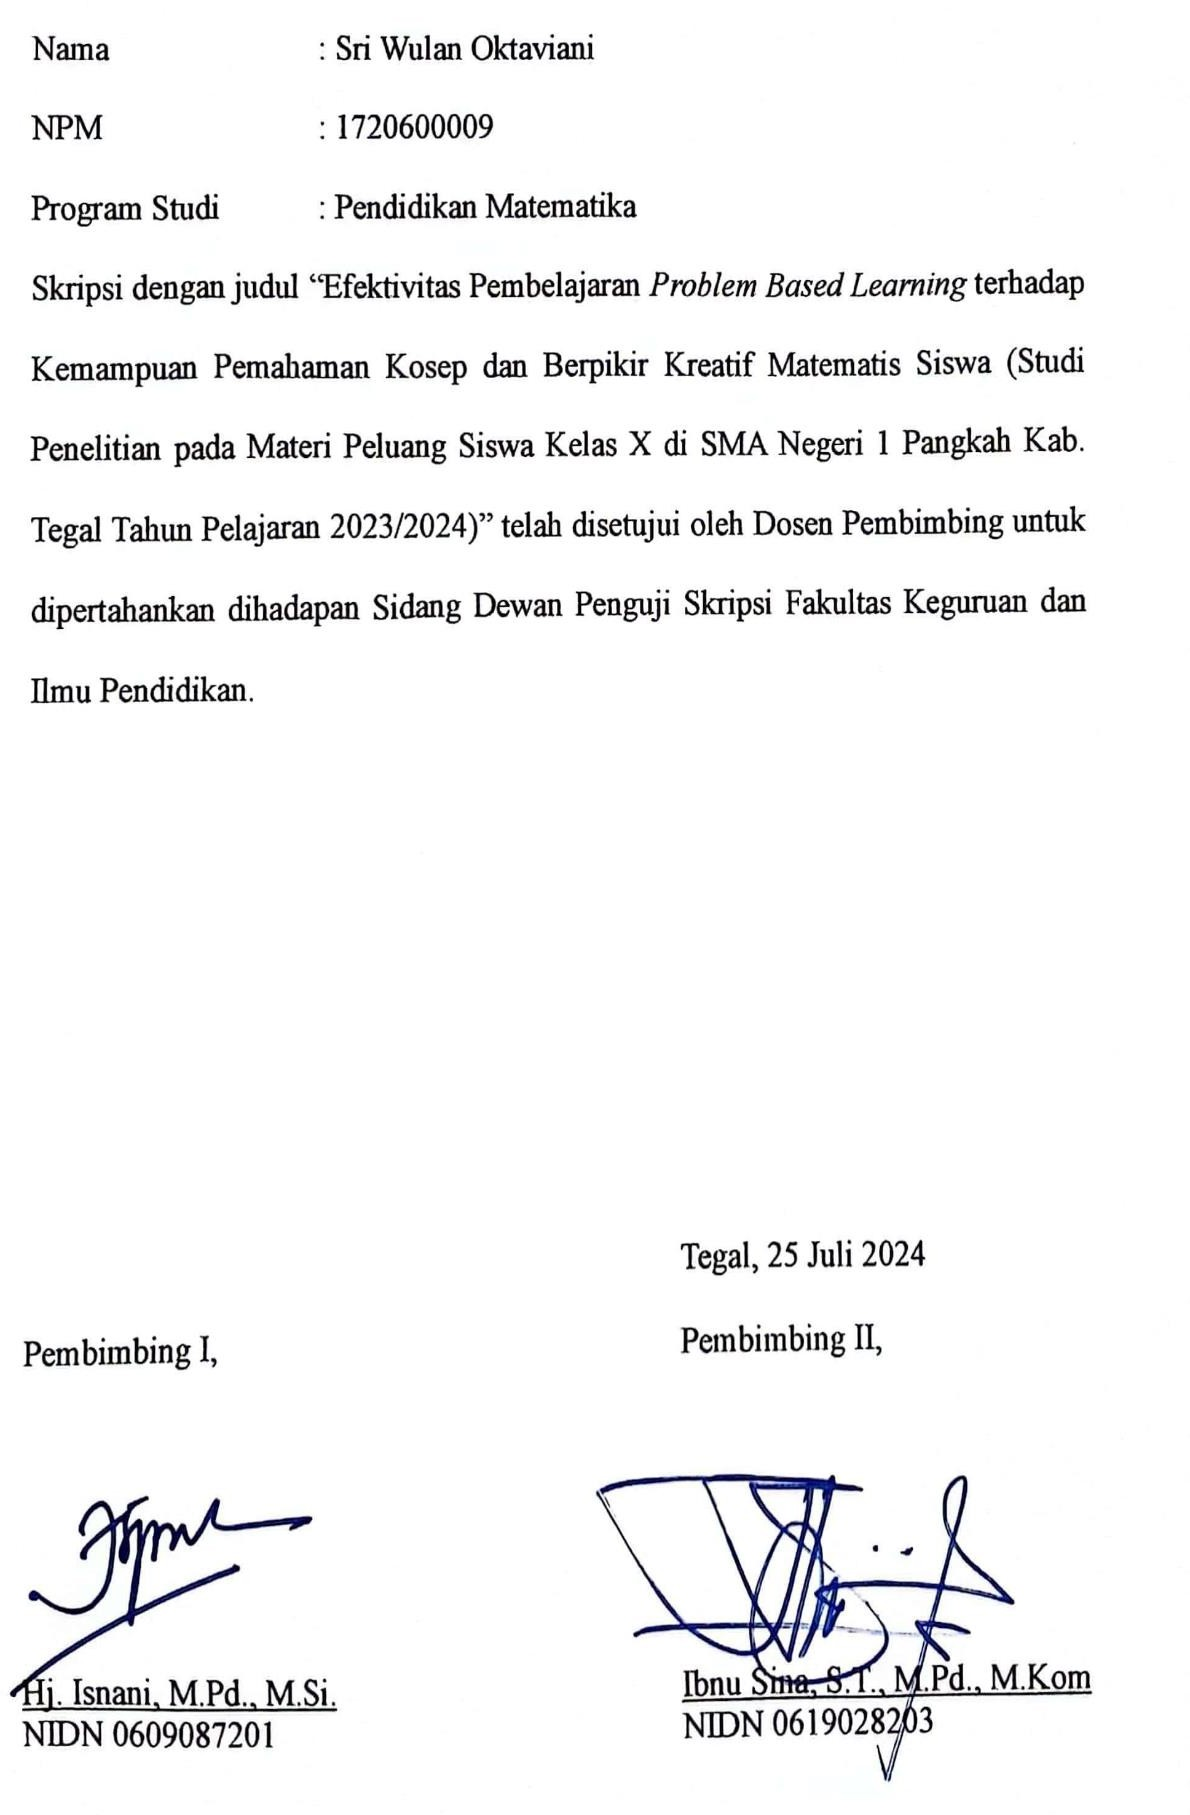 Nama : Sri Wulan Oktaviani
NPM : 1720600009
Program Studi : Pendidikan Matematika
Skripsi dengan judul “Efektivitas Pembelajaran Problem Based Learning terhadap
Kemampuan Pemahaman Kosep dan Berpikir Kreatif Matematis Siswa (Studi
Penelitian pada Materi Peluang Siswa Kelas X di SMA Negeri 1 Pangkah Kab.
Tegal Tahun Pelajaran 2023/2024)” telah disetujui oleh Dosen Pembimbing untuk
dipertahankan dihadapan Sidang Dewan Penguji Skripsi Fakultas Keguruan dan
Ilmu Pendidikan.
Tegal, 25 Juli 2024
Pembimbing I,
Pembimbing II,
Hj. Isnani, M.Pd., M.Si.
NIDN 0609087201
Ibnu Sina, S.T., M.Pd., M.Kom
NIDN 0619028203